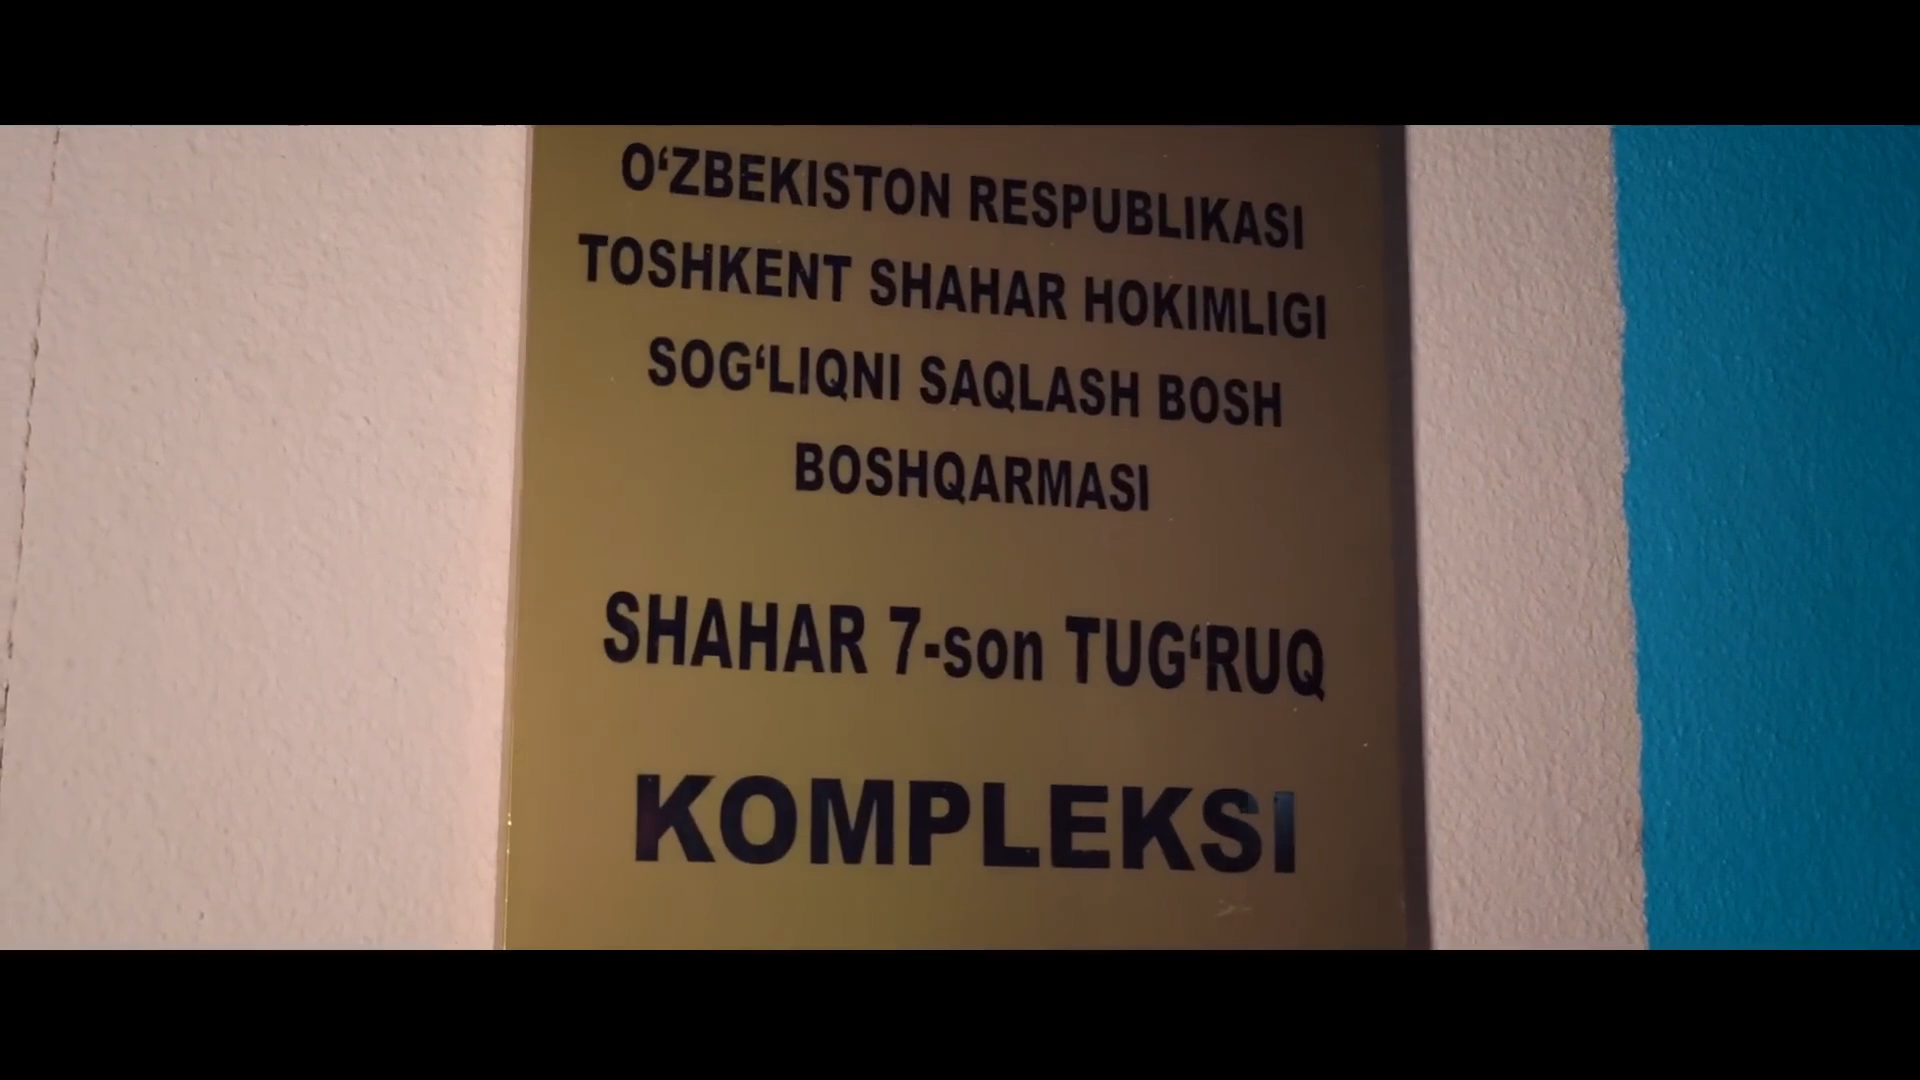 O‘ZBEKISTON RESPUBLIKASI
TOSHKENT SHAHAR HOKIMLIGI
SOG‘LIQNI SAQLASH BOSH
BOSHQARMASI
SHAHAR 7-son TUG‘RUQ
KOMPLEKSI